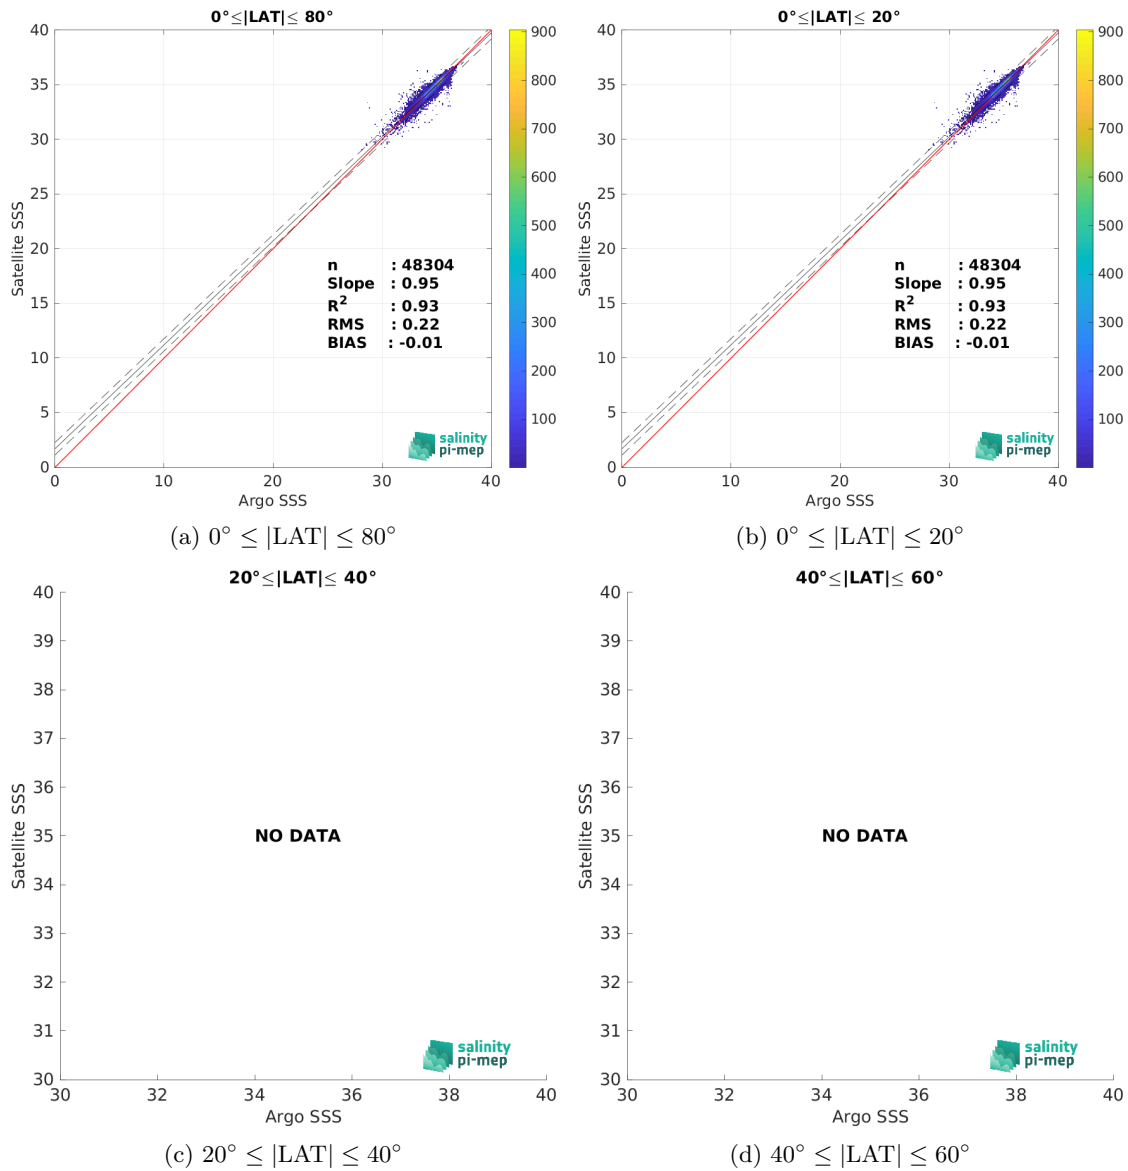 0°≤|LAT|≤ 80°
40
35
30
25
20
15
10
5
0
Satellite SSS
n : 48304
Slope : 0.95
R² : 0.93
RMS : 0.22
BIAS : -0.01
salinity
pi-mep
0
10
20
30
40
Argo SSS
900
800
700
600
500
400
300
200
100
(a) 0° ≤ |LAT| ≤ 80°
0°≤|LAT|≤ 20°
40
35
30
25
20
15
10
5
0
Satellite SSS
n : 48304
Slope : 0.95
R² : 0.93
RMS : 0.22
BIAS : -0.01
salinity
pi-mep
0
10
20
30
40
Argo SSS
900
800
700
600
500
400
300
200
100
(b) 0° ≤ |LAT| ≤ 20°
20°≤|LAT|≤ 40°
40
39
38
37
36
35
34
33
32
31
30
Satellite SSS
NO DATA
salinity
pi-mep
30
32
34
36
38
40
Argo SSS
(c) 20° ≤ |LAT| ≤ 40°
40°≤|LAT|≤ 60°
40
39
38
37
36
35
34
33
32
31
30
Satellite SSS
NO DATA
salinity
pi-mep
30
32
34
36
38
40
Argo SSS
(d) 40° ≤ |LAT| ≤ 60°